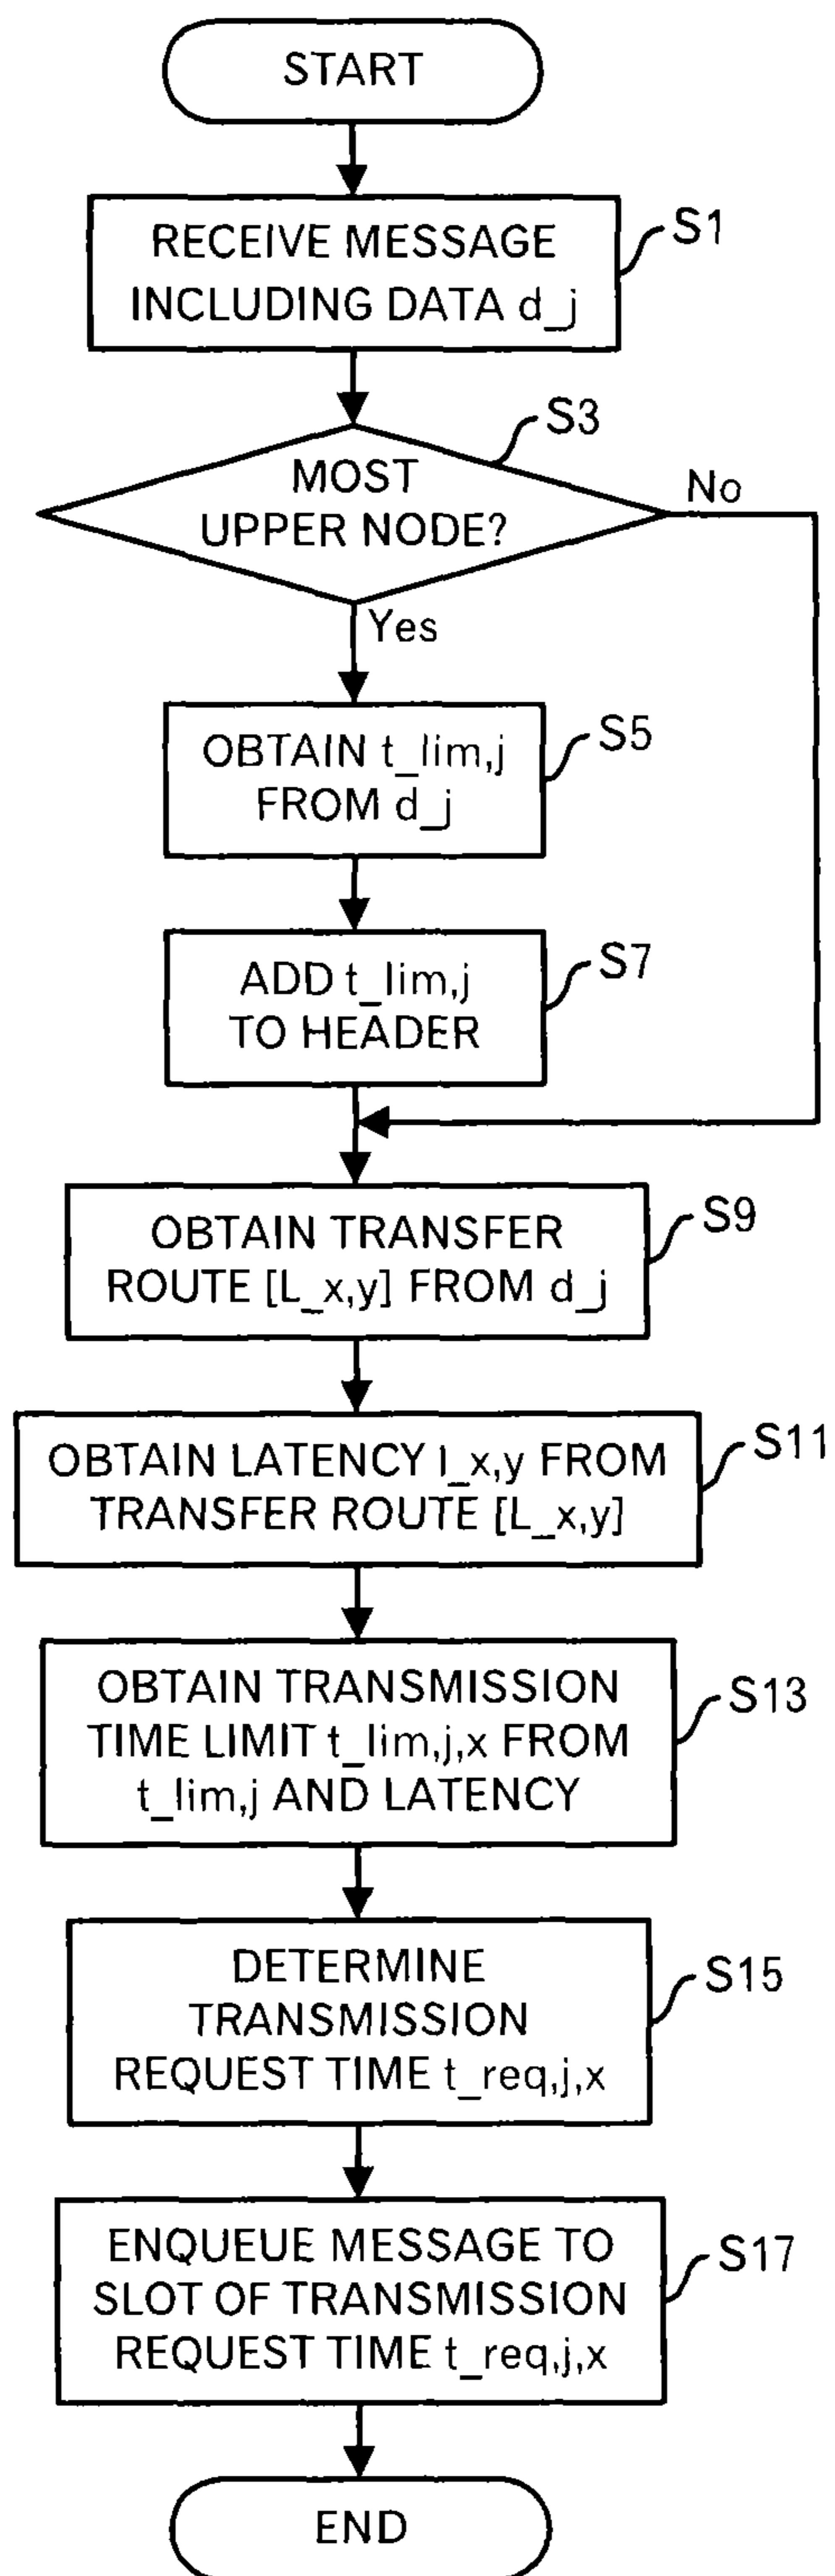 START
RECEIVE MESSAGE
INCLUDING DATA d_j
S1
MOST
UPPER NODE?
S3
No
Yes
OBTAIN t_lim,j
FROM d_j
S5
ADD t_lim,j
TO HEADER
S7
OBTAIN TRANSFER
ROUTE [L_x,y] FROM d_j
S9
OBTAIN LATENCY l_x,y FROM
TRANSFER ROUTE [L_x,y]
S11
OBTAIN TRANSMISSION
TIME LIMIT t_lim,j,x FROM
t_lim,j AND LATENCY
S13
DETERMINE
TRANSMISSION
REQUEST TIME t_req,j,x
S15
ENQUEUE MESSAGE TO
SLOT OF TRANSMISSION
REQUEST TIME t_req,j,x
S17
END